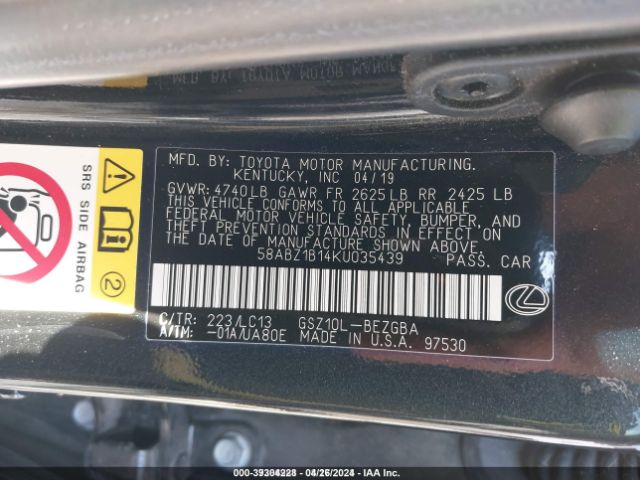 MFD. BY: TOYOTA MOTOR MANUFACTURING.
KENTUCKY, INC 04/19
GVWR: 4740LB GAWR FR 2625LB RR 2425 LB
THIS VEHICLE CONFORMS TO ALL APPLICABLE
FEDERAL MOTOR VEHICLE SAFETY, BUMPER, AND
THEFT PREVENTION STANDARDS IN EFFECT ON
THE DATE OF MANUFACTURE SHOWN ABOVE.
58ABZ1B14KU035439 PASS. CAR
C/TR: 223/LC13 GSZ10L-BEZGBA
A/TM: -01A/UA80E MADE IN U.S.A. 97530
SRS SIDE AIRBAG
2
000-39304228 04/26/2024 IAA Inc.